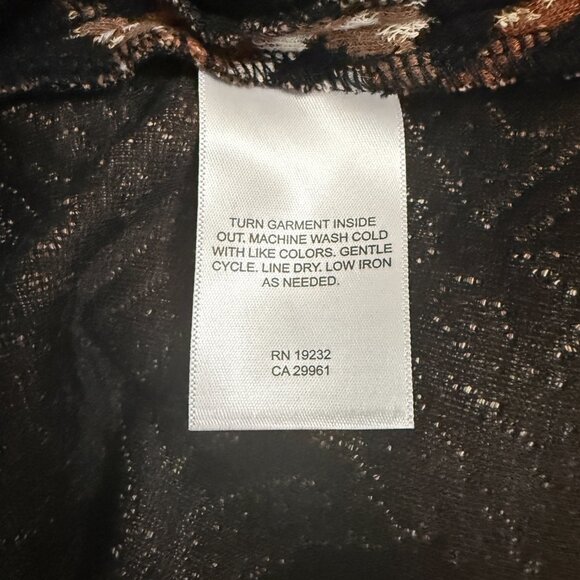 TURN GARMENT INSIDE
OUT. MACHINE WASH COLD
WITH LIKE COLORS. GENTLE
CYCLE. LINE DRY. LOW IRON
AS NEEDED.
RN 19232
CA 29961